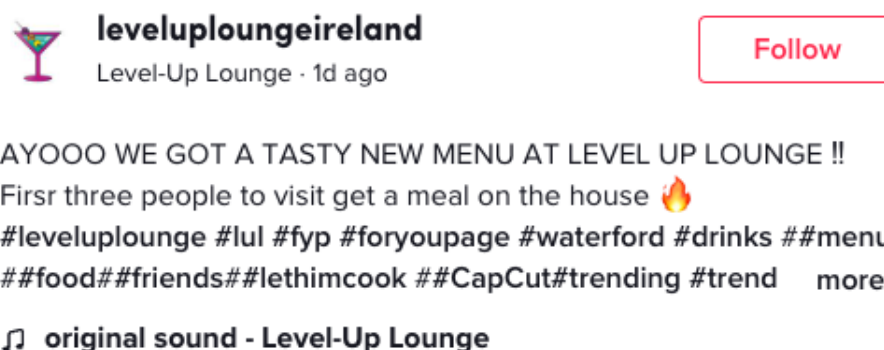 leveluploungeireland
Level-Up Lounge · 1d ago
Follow
AYOOO WE GOT A TASTY NEW MENU AT LEVEL UP LOUNGE ‼
Firsr three people to visit get a meal on the house 🔥
#leveluplounge #lul #fyp #foryoupage #waterford #drinks ##menu
##food##friends##lethimcook ##CapCut#trending #trend more
♫ original sound - Level-Up Lounge